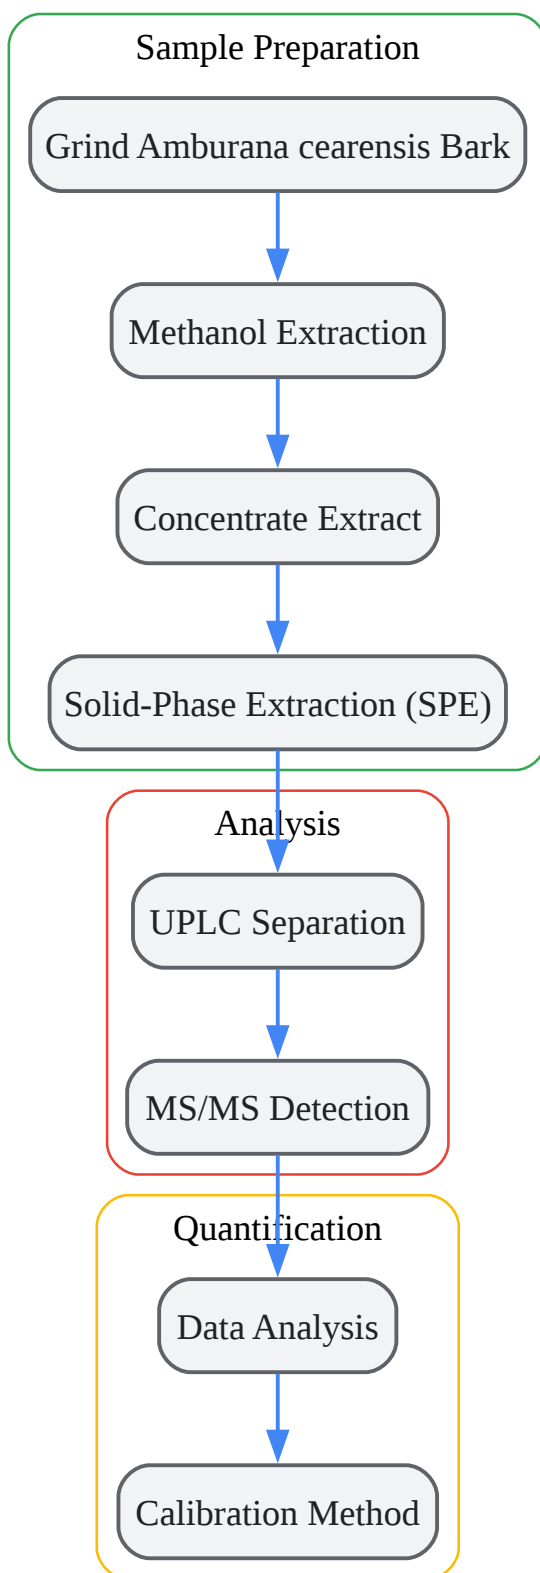 Sample Preparation
Grind Amburana cearensis Bark
Methanol Extraction
Concentrate Extract
Solid-Phase Extraction (SPE)
Analysis
UPLC Separation
MS/MS Detection
Quantification
Data Analysis
Calibration Method